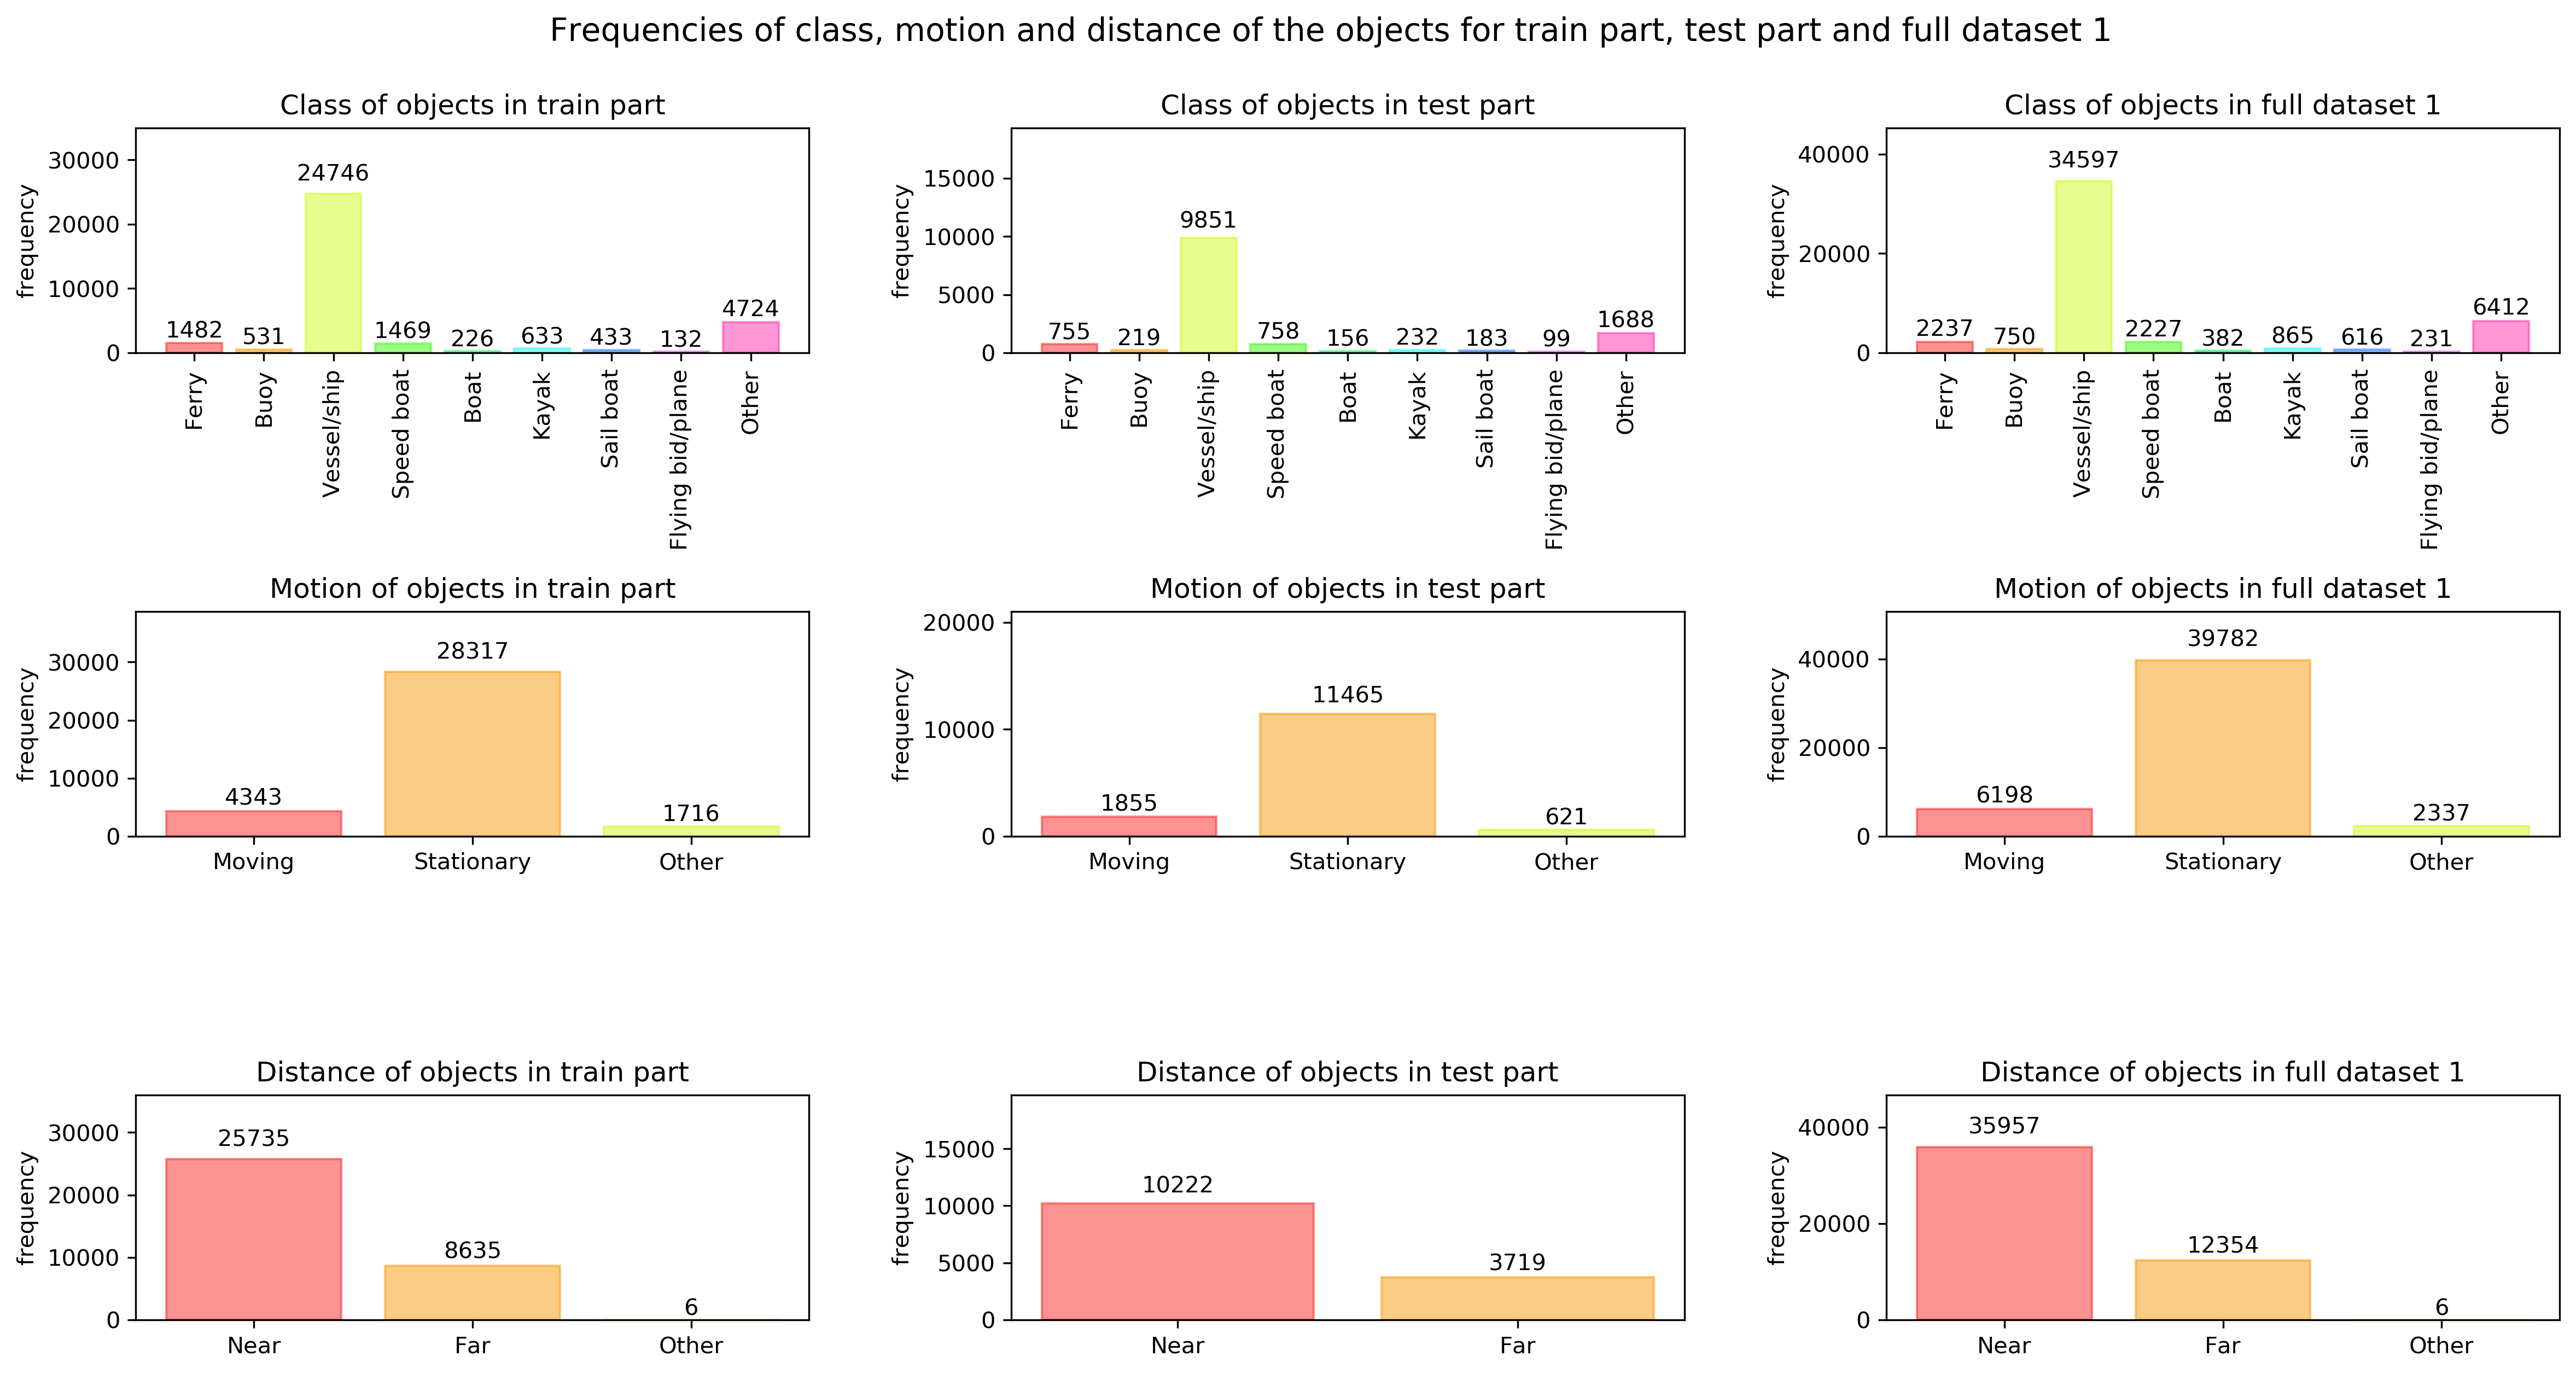 Frequencies of class, motion and distance of the objects for train part, test part and full dataset 1
Class of objects in train part
frequency
30000
20000
10000
0
1482
531
24746
1469
226
633
433
132
4724
Ferry
Buoy
Vessel/ship
Speed boat
Boat
Kayak
Sail boat
Flying bid/plane
Other
Class of objects in test part
frequency
15000
10000
5000
0
755
219
9851
758
156
232
183
99
1688
Ferry
Buoy
Vessel/ship
Speed boat
Boat
Kayak
Sail boat
Flying bid/plane
Other
Class of objects in full dataset 1
frequency
40000
20000
0
2237
750
34597
2227
382
865
616
231
6412
Ferry
Buoy
Vessel/ship
Speed boat
Boat
Kayak
Sail boat
Flying bid/plane
Other
Motion of objects in train part
frequency
30000
20000
10000
0
4343
28317
1716
Moving
Stationary
Other
Motion of objects in test part
frequency
20000
10000
0
1855
11465
621
Moving
Stationary
Other
Motion of objects in full dataset 1
frequency
40000
20000
0
6198
39782
2337
Moving
Stationary
Other
Distance of objects in train part
frequency
30000
20000
10000
0
25735
8635
6
Near
Far
Other
Distance of objects in test part
frequency
15000
10000
5000
0
10222
3719
Near
Far
Distance of objects in full dataset 1
frequency
40000
20000
0
35957
12354
6
Near
Far
Other